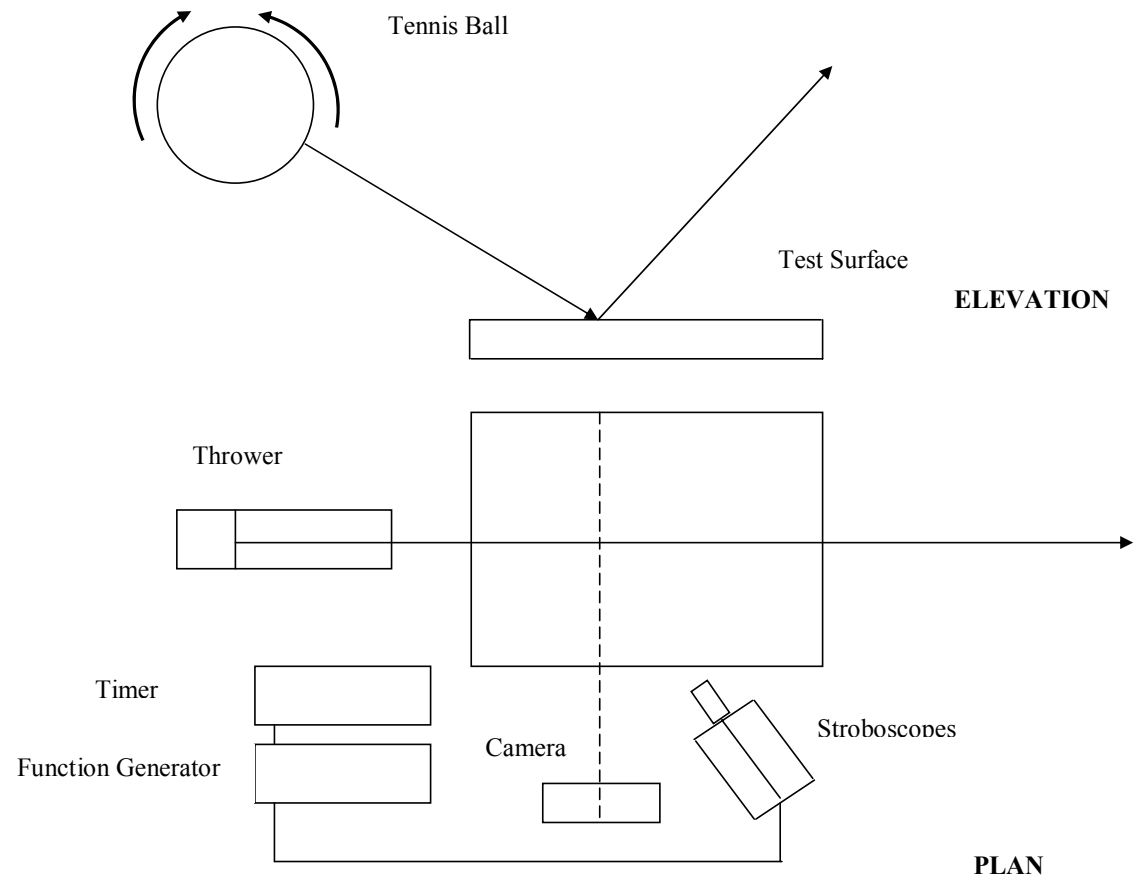 Tennis Ball
Test Surface
ELEVATION
Thrower
Timer
Stroboscopes
Camera
Function Generator
PLAN